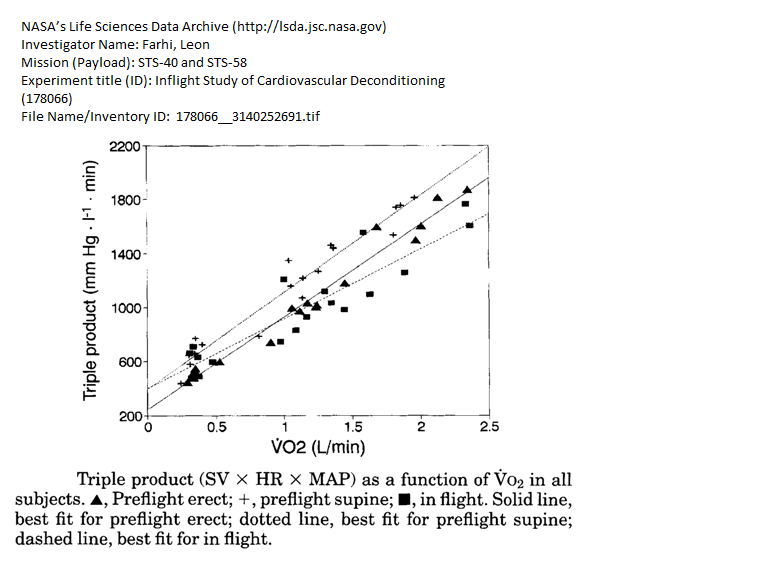 NASA's Life Sciences Data Archive (http://lsda.jsc.nasa.gov)
Investigator Name: Farhi, Leon
Mission (Payload): STS-40 and STS-58
Experiment title (ID): Inflight Study of Cardiovascular Deconditioning
(178066)
File Name/Inventory ID:  178066__3140252691.tif
Triple product (mm Hg · l-1 · min)
2200
1800
1400
1000
600
200
0 0.5 1 1.5 2 2.5
V̇O2 (L/min)
Triple product (SV × HR × MAP) as a function of V̇O2 in all
subjects. ▲, Preflight erect; +, preflight supine; ■, in flight. Solid line,
best fit for preflight erect; dotted line, best fit for preflight supine;
dashed line, best fit for in flight.